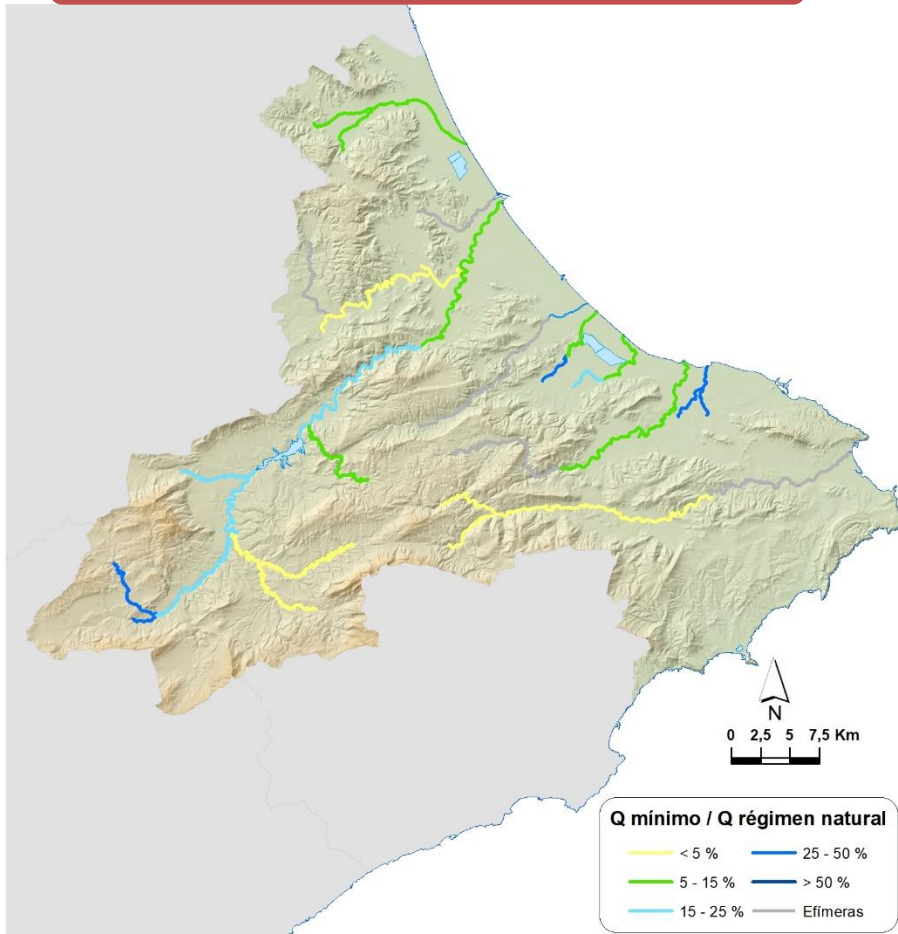 N
0 2,5 5 7,5 Km
Q mínimo / Q régimen natural
< 5 % 25 - 50 %
5 - 15 % > 50 %
15 - 25 % Efímeras